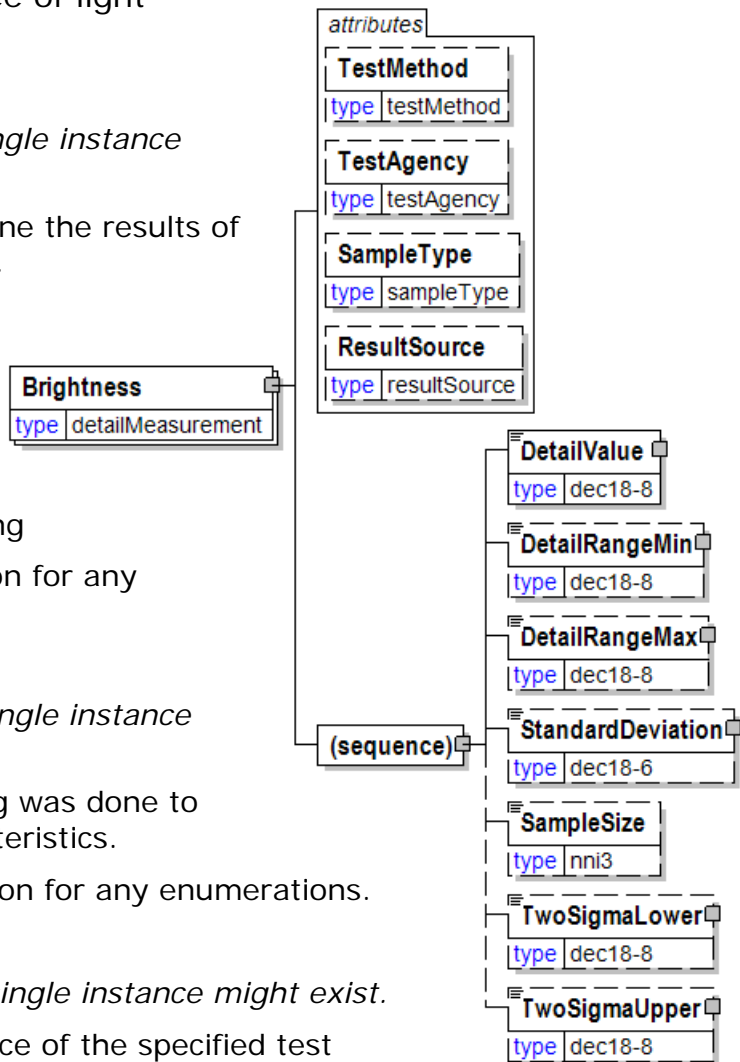 e of light
ngle instance
ne the results of
ng
on for any
ngle instance
g was done to
teristics.
on for any enumerations.
ingle instance might exist.
ce of the specified test
Brightness
type detailMeasurement
attributes
TestMethod
type testMethod
TestAgency
type testAgency
SampleType
type sampleType
ResultSource
type resultSource
(sequence)
DetailValue
type dec18-8
DetailRangeMin
type dec18-8
DetailRangeMax
type dec18-8
StandardDeviation
type dec18-6
SampleSize
type nni3
TwoSigmaLower
type dec18-8
TwoSigmaUpper
type dec18-8